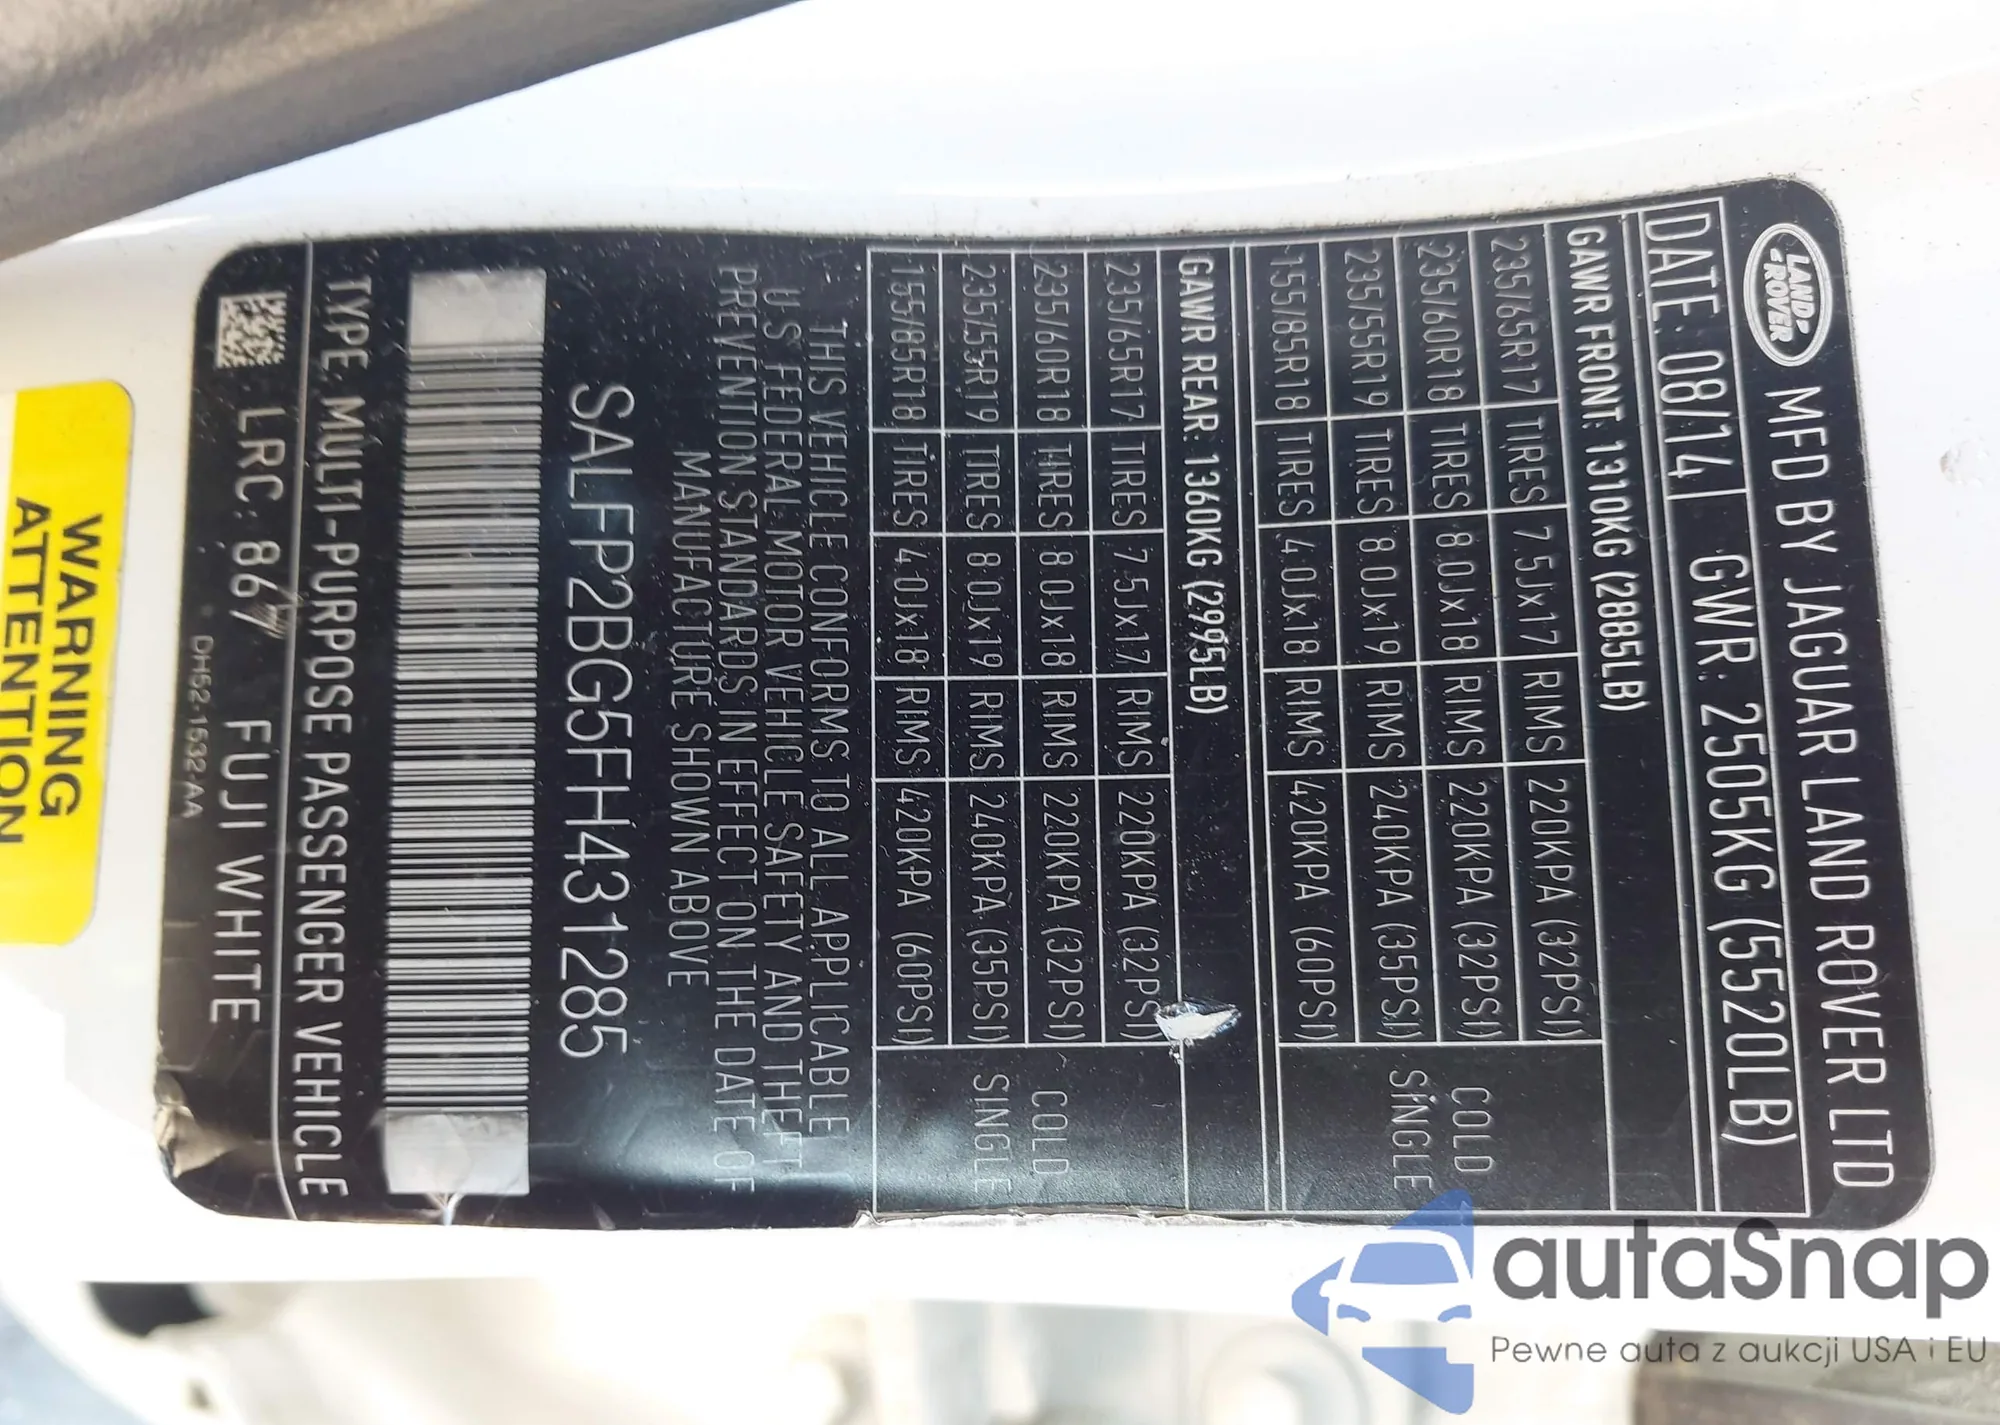 LAND-
-ROVER
MFD BY JAGUAR LAND ROVER LTD
DATE: 08/14 GWR: 2505KG (5520LB)
GAWR FRONT: 1310KG (2885LB)
235/65R17 TIRES 7.5Jx17 RIMS 220KPA (32PSI)
235/60R18 TIRES 8.0Jx18 RIMS 220KPA (32PSI) COLD
235/55R19 TIRES 8.0Jx19 RIMS 240KPA (35PSI) SINGLE
155/85R18 TIRES 4.0Jx18 RIMS 420KPA (60PSI)
GAWR REAR: 1360KG (2995LB)
235/65R17 TIRES 7.5Jx17 RIMS 220KPA (32PSI)
235/60R18 TIRES 8.0Jx18 RIMS 220KPA (32PSI) COLD
235/55R19 TIRES 8.0Jx19 RIMS 240KPA (35PSI) SINGLE
155/85R18 TIRES 4.0Jx18 RIMS 420KPA (60PSI)
THIS VEHICLE CONFORMS TO ALL APPLICABLE
U.S FEDERAL MOTOR VEHICLE SAFETY AND THEFT
PREVENTION STANDARDS IN EFFECT ON THE DATE OF
MANUFACTURE SHOWN ABOVE
SALFP2BG5FH431285
TYPE: MULTI-PURPOSE PASSENGER VEHICLE
LRC: 867 FUJI WHITE
DH52-1532-AA
WARNING
ATTENTION
autaSnap
Pewne auta z aukcji USA i EU